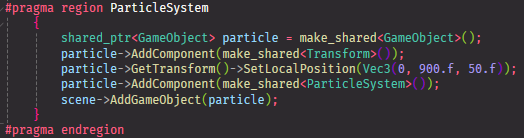 #pragma region ParticleSystem
{
shared_ptr<GameObject> particle = make_shared<GameObject>();
particle->AddComponent(make_shared<Transform>());
particle->GetTransform()->SetLocalPosition(Vec3(0, 900.f, 50.f));
particle->AddComponent(make_shared<ParticleSystem>());
scene->AddGameObject(particle);
}
#pragma endregion